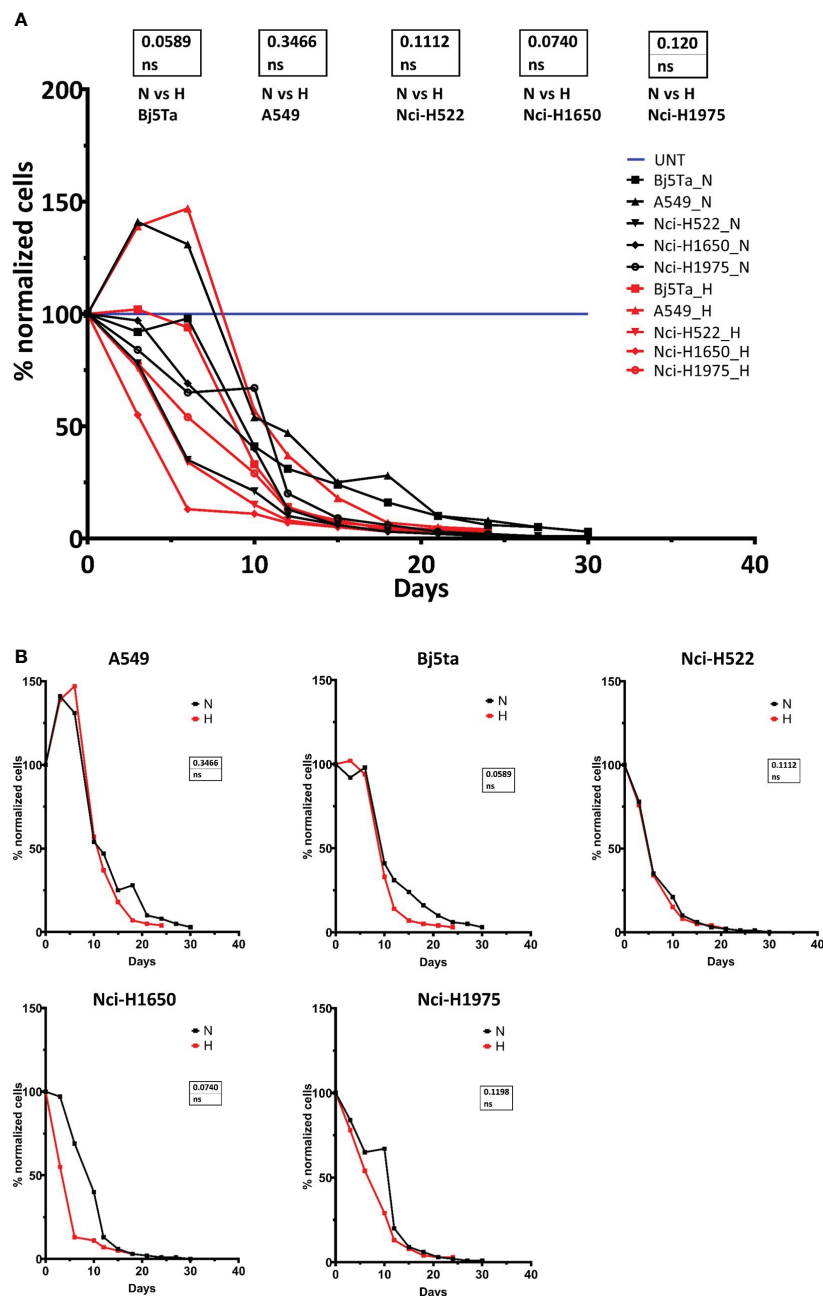 A
0.0589
ns
0.3466
ns
0.1112
ns
0.0740
ns
0.120
ns
N vs H
Bj5Ta
N vs H
A549
N vs H
Nci-H522
N vs H
Nci-H1650
N vs H
Nci-H1975
200
150
100
50
0
% normalized cells
0 10 20 30 40
Days
UNT
Bj5Ta_N
A549_N
Nci-H522_N
Nci-H1650_N
Nci-H1975_N
Bj5Ta_H
A549_H
Nci-H522_H
Nci-H1650_H
Nci-H1975_H
B
A549
150
100
50
0
% normalized cells
0 10 20 30 40
Days
N
H
0.3466
ns
Bj5ta
150
100
50
0
% normalized cells
0 10 20 30 40
Days
N
H
0.0589
ns
Nci-H522
150
100
50
0
% normalized cells
0 10 20 30 40
Days
N
H
0.1112
ns
Nci-H1650
150
100
50
0
% normalized cells
0 10 20 30 40
Days
N
H
0.0740
ns
Nci-H1975
150
100
50
0
% normalized cells
0 10 20 30 40
Days
N
H
0.1198
ns